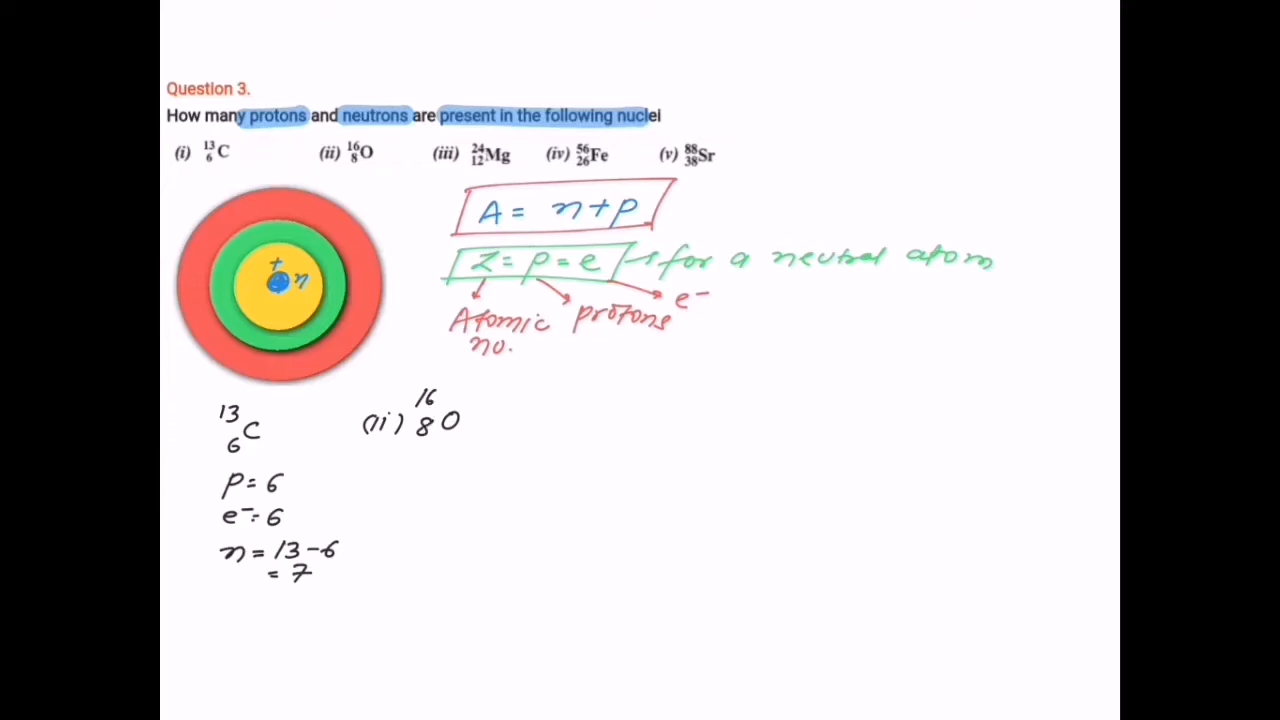 Question 3.
How many protons and neutrons are present in the following nuclei
(i) ¹³₆C (ii) ¹⁶₈O (iii) ²⁴₁₂Mg (iv) ⁵⁶₂₆Fe (v) ⁸⁸₃₈Sr
A = n+p
Z = p = e → for a neutral atom
Atomic no. protons e⁻
+ n
¹³₆C (ii) ¹⁶₈O
p = 6
e⁻ = 6
n = 13 - 6
= 7